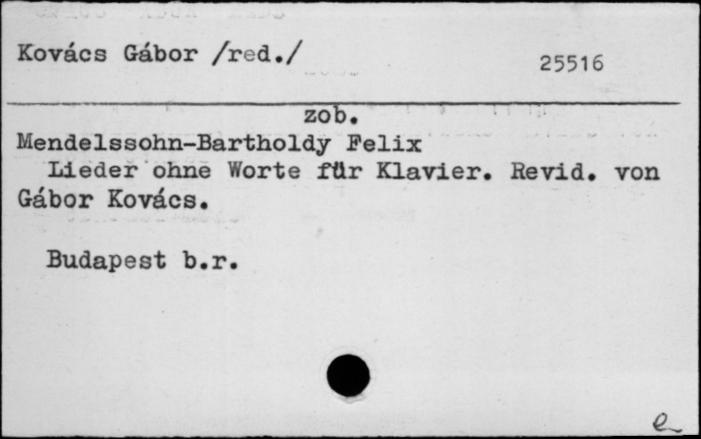 Kovács Gábor /red./
25516
zob.
Mendelssohn-Bartholdy Felix
Lieder ohne Worte für Klavier. Revid. von
Gábor Kovács.
Budapest b.r.
e